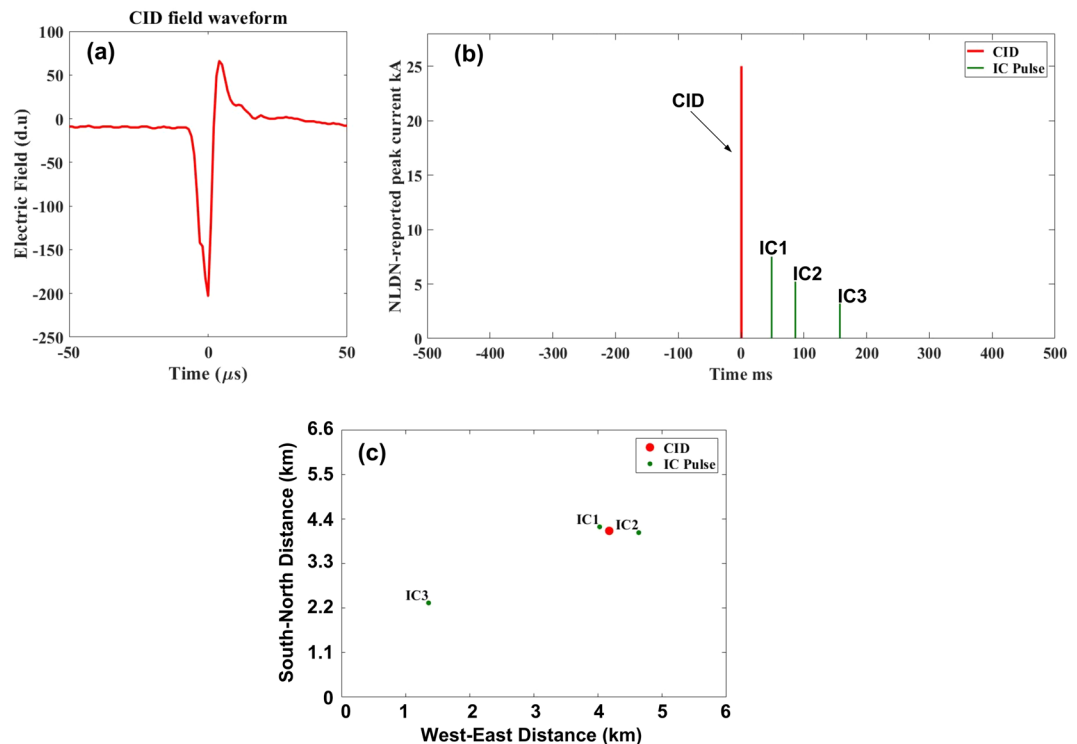 CID field waveform
(a)
100
50
0
-50
-100
-150
-200
-250
-50
0
50
Electric Field (d.u)
Time (μs)
(b)
CID
IC Pulse
CID
IC1
IC2
IC3
25
20
15
10
5
0
-500
-400
-300
-200
-100
0
100
200
300
400
500
NLDN-reported peak current kA
Time ms
(c)
CID
IC Pulse
IC1
IC2
IC3
6.6
5.5
4.4
3.3
2.2
1.1
0
0
1
2
3
4
5
6
South-North Distance (km)
West-East Distance (km)